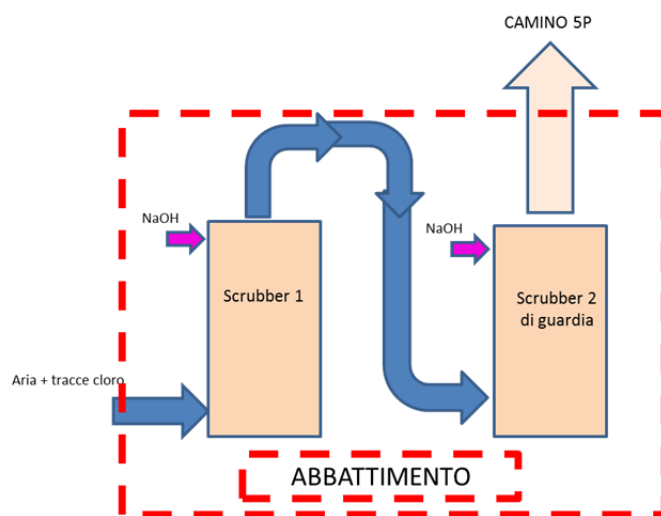 CAMINO 5P
NaOH
NaOH
Scrubber 1
Scrubber 2
di guardia
Aria + tracce cloro
ABBATTIMENTO